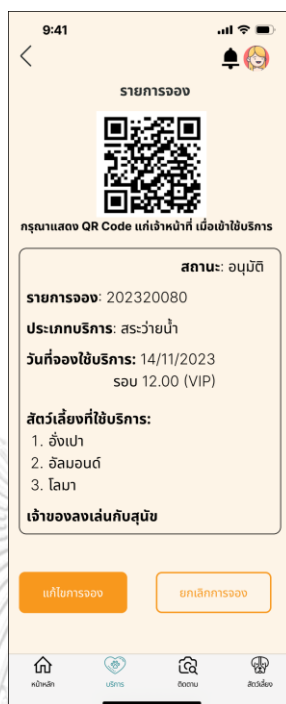 9:41
รายการจอง
กรุณาแสดง QR Code แก่เจ้าหน้าที่ เมื่อเข้าใช้บริการ
สถานะ: อนุมัติ
รายการจอง: 202320080
ประเภทบริการ: สระว่ายน้ำ
วันที่จองใช้บริการ: 14/11/2023
รอบ 12.00 (VIP)
สัตว์เลี้ยงที่ใช้บริการ:
1. อั่งเปา
2. อัลมอนด์
3. โลมา
เจ้าของลงเล่นกับสุนัข
แก้ไขการจอง ยกเลิกการจอง
หน้าหลัก บริการ ติดตาม สัตว์เลี้ยง